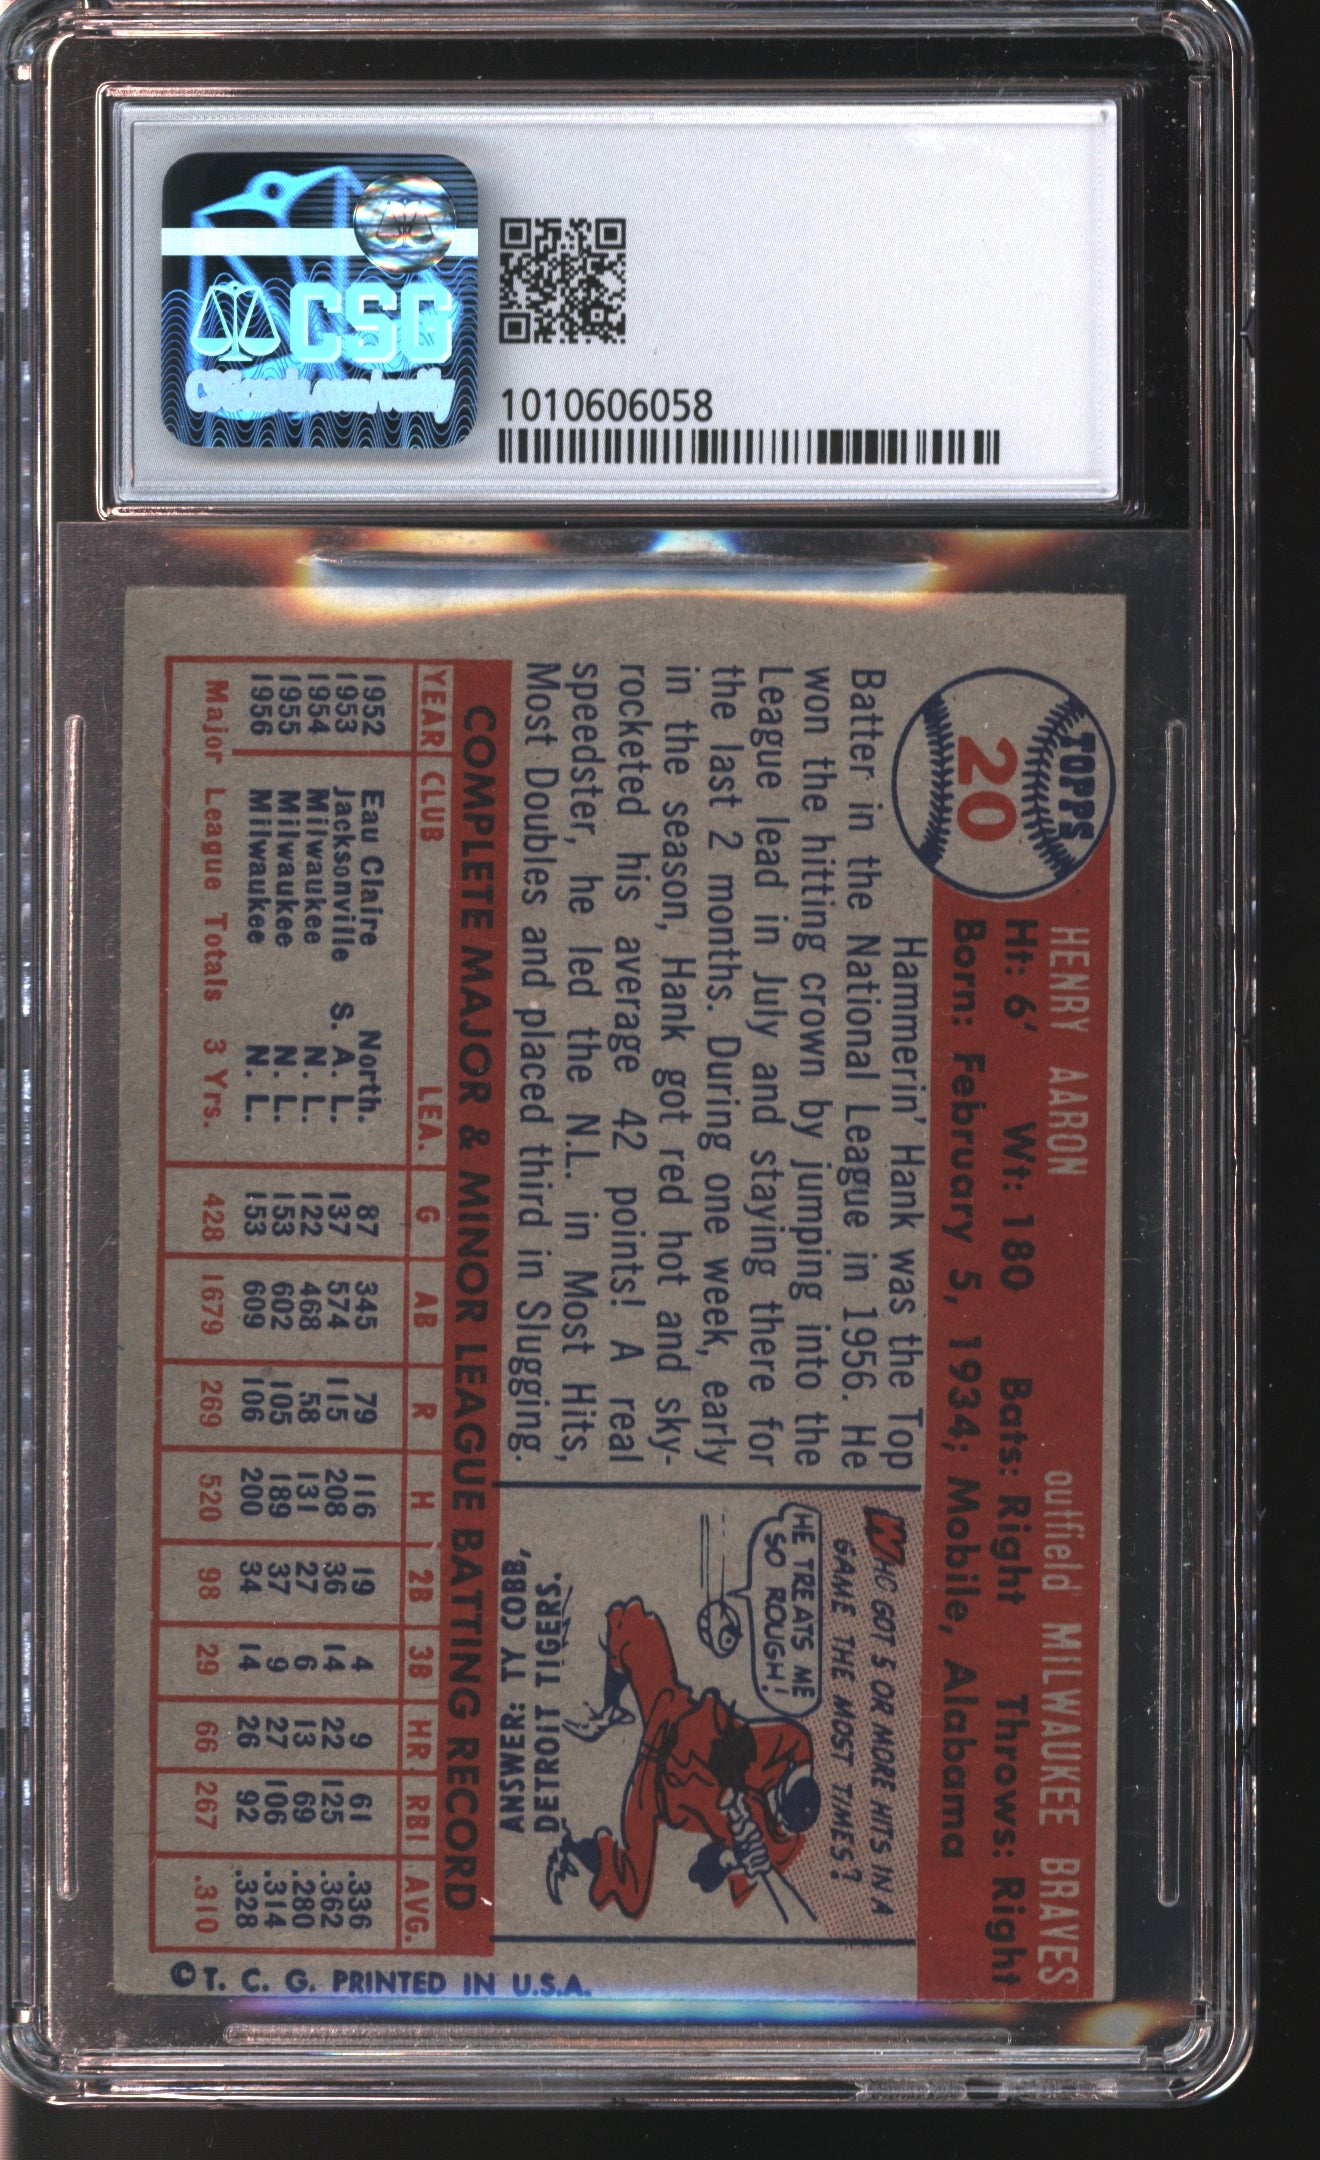 CSG
1010606058
TOPPS
20
HENRY AARON outfield MILWAUKEE BRAVES
Ht: 6' Wt: 180 Bats: Right Throws: Right
Born: February 5, 1934; Mobile, Alabama
Hammerin' Hank was the Top
Batter in the National League in 1956. He
won the hitting crown by jumping into the
League lead in July and staying there for
the last 2 months. During one week, early
in the season, Hank got red hot and sky-
rocketed his average 42 points! A real
speedster, he led the N.L. in Most Hits,
Most Doubles and placed third in Slugging.
WHO GOT 5 OR MORE HITS IN A
GAME THE MOST TIMES?
HE TREATS ME
SO ROUGH!
ANSWER: TY COBB,
DETROIT TIGERS.
COMPLETE MAJOR & MINOR LEAGUE BATTING RECORD
YEAR CLUB LEA. G AB R H 2B 3B HR RBI AVG.
1952 Eau Claire North. 87 345 79 116 19 4 9 61 .336
1953 Jacksonville S. A. L. 137 574 115 208 36 14 22 125 .362
1954 Milwaukee N. L. 122 468 58 131 27 6 13 69 .280
1955 Milwaukee N. L. 153 602 105 189 37 9 27 106 .314
1956 Milwaukee N. L. 153 609 106 200 34 14 26 92 .328
Major League Totals 3 Yrs. 428 1679 269 520 98 29 66 267 .310
© T. C. G. PRINTED IN U.S.A.